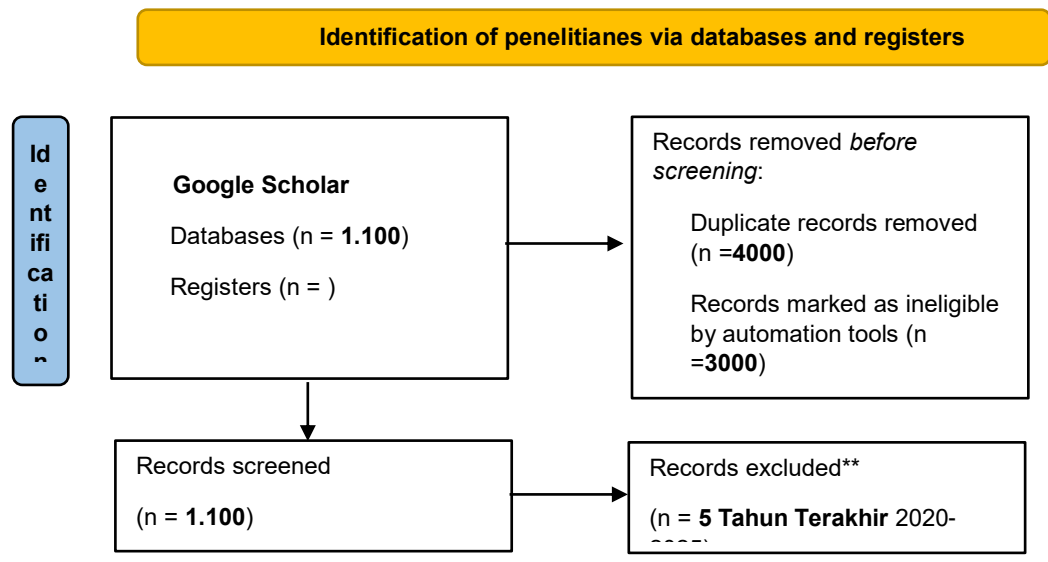 Identification of penelitianes via databases and registers
Id
e
nt
ifi
ca
ti
o
n
Google Scholar
Databases (n = 1.100)
Registers (n = )
Records removed before
screening:
Duplicate records removed
(n =4000)
Records marked as ineligible
by automation tools (n
=3000)
Records screened
(n = 1.100)
Records excluded**
(n = 5 Tahun Terakhir 2020-